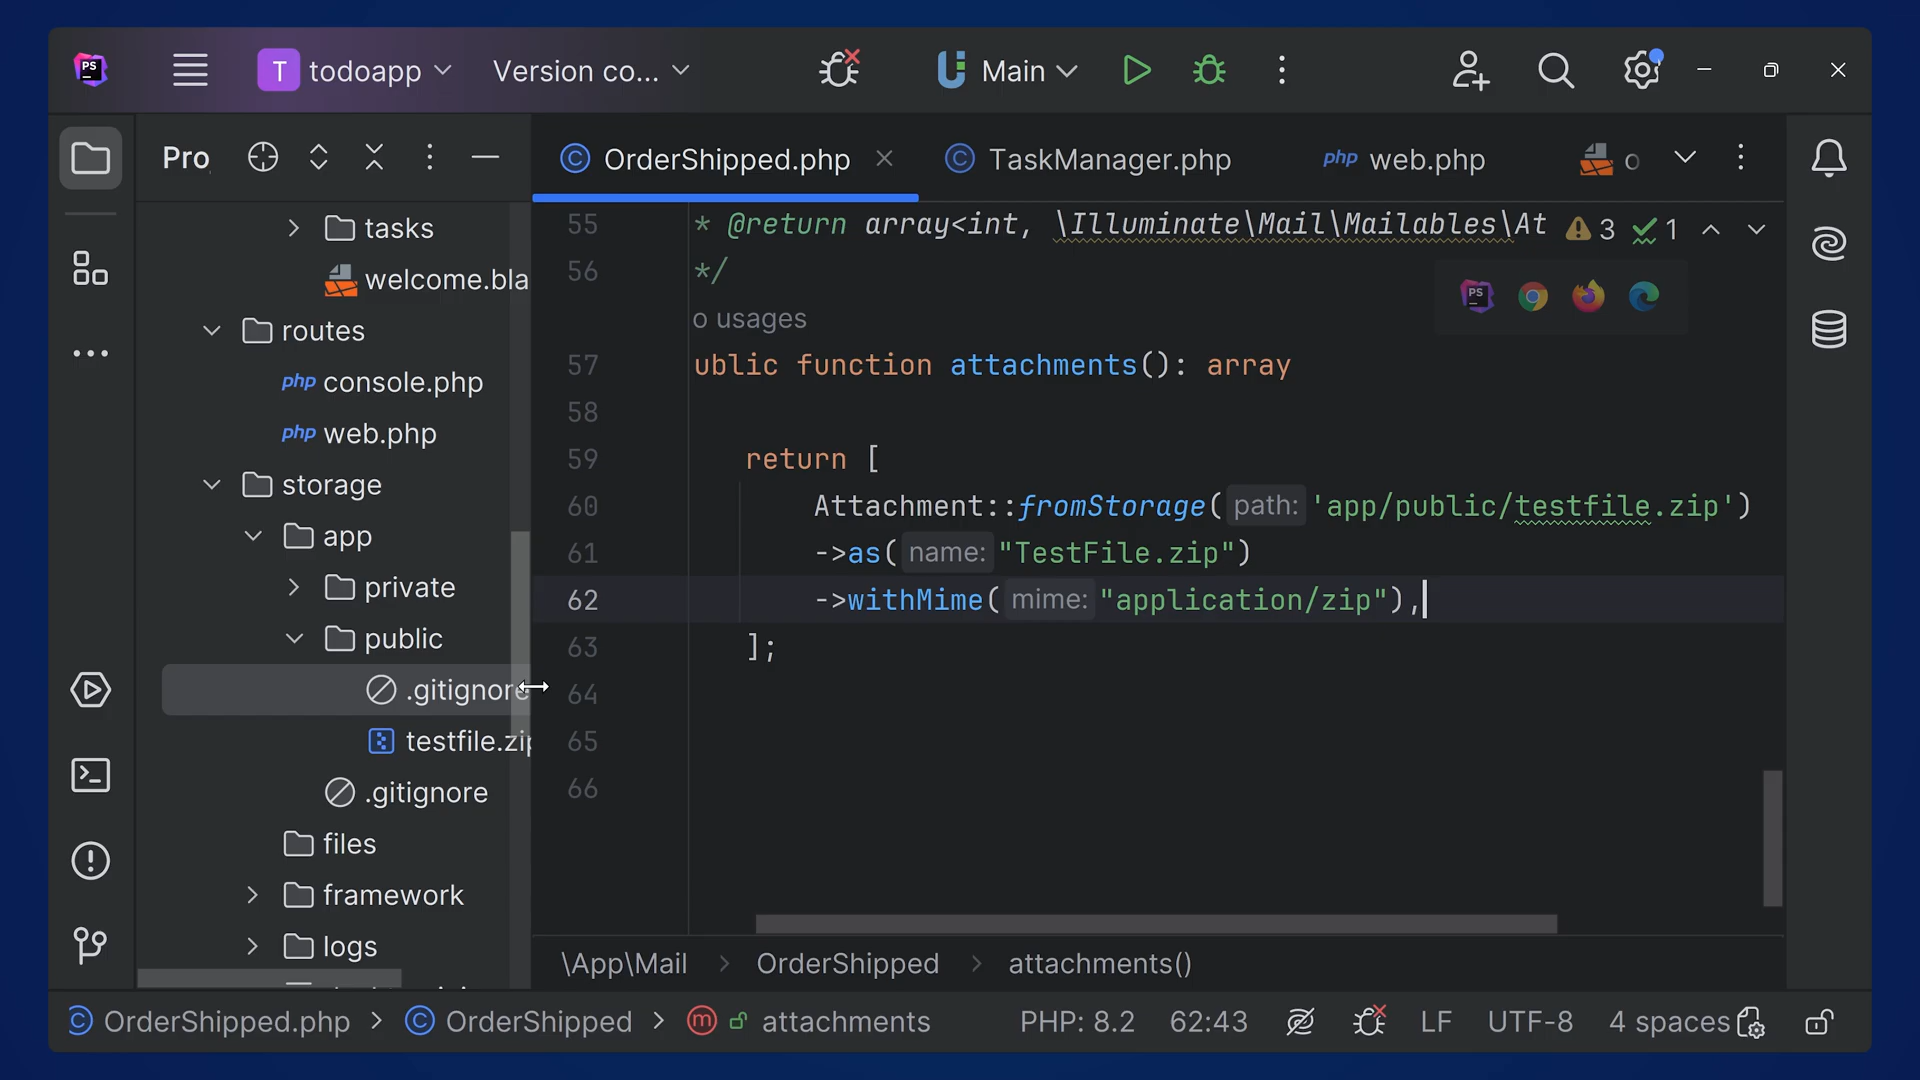 PS
T todoapp
Version co...
Main
Pro
OrderShipped.php
TaskManager.php
php web.php
o
tasks
welcome.bla
routes
php console.php
php web.php
storage
app
private
public
.gitignore
testfile.zip
.gitignore
files
framework
logs
55 * @return array<int, \Illuminate\Mail\Mailables\At
3 1
56 */
PS
o usages
57 ublic function attachments(): array
58
59 return [
60 Attachment::fromStorage( path: 'app/public/testfile.zip')
61 ->as( name: "TestFile.zip")
62 ->withMime( mime: "application/zip"),
63 ];
64
65
66
\App\Mail > OrderShipped > attachments()
OrderShipped.php > OrderShipped > m attachments
PHP: 8.2 62:43 LF UTF-8 4 spaces